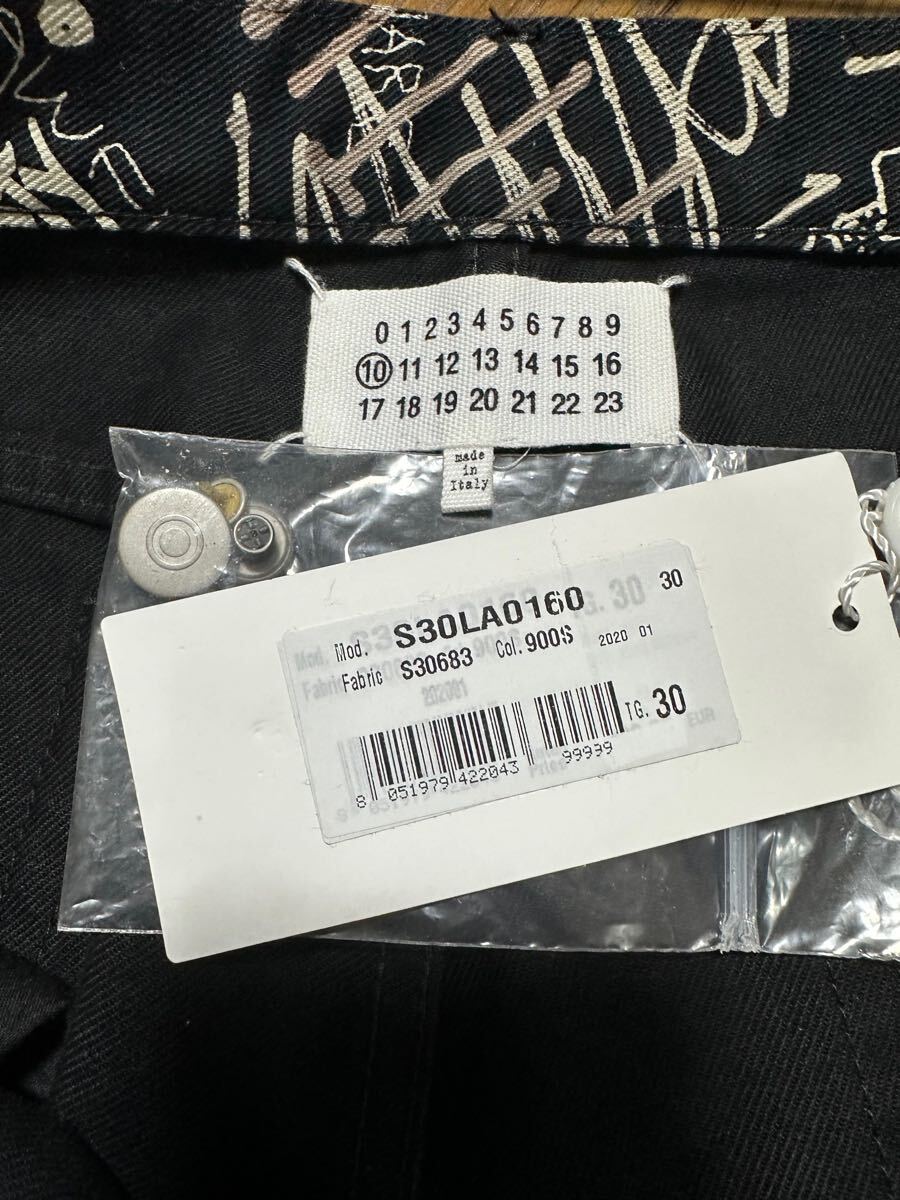 0 1 2 3 4 5 6 7 8 9
10 11 12 13 14 15 16
17 18 19 20 21 22 23
made
in
Italy
30
Mod. S30LA0160
Fabric S30683 Col. 900S 2020 01
TG. 30
8 051979 422043 99999